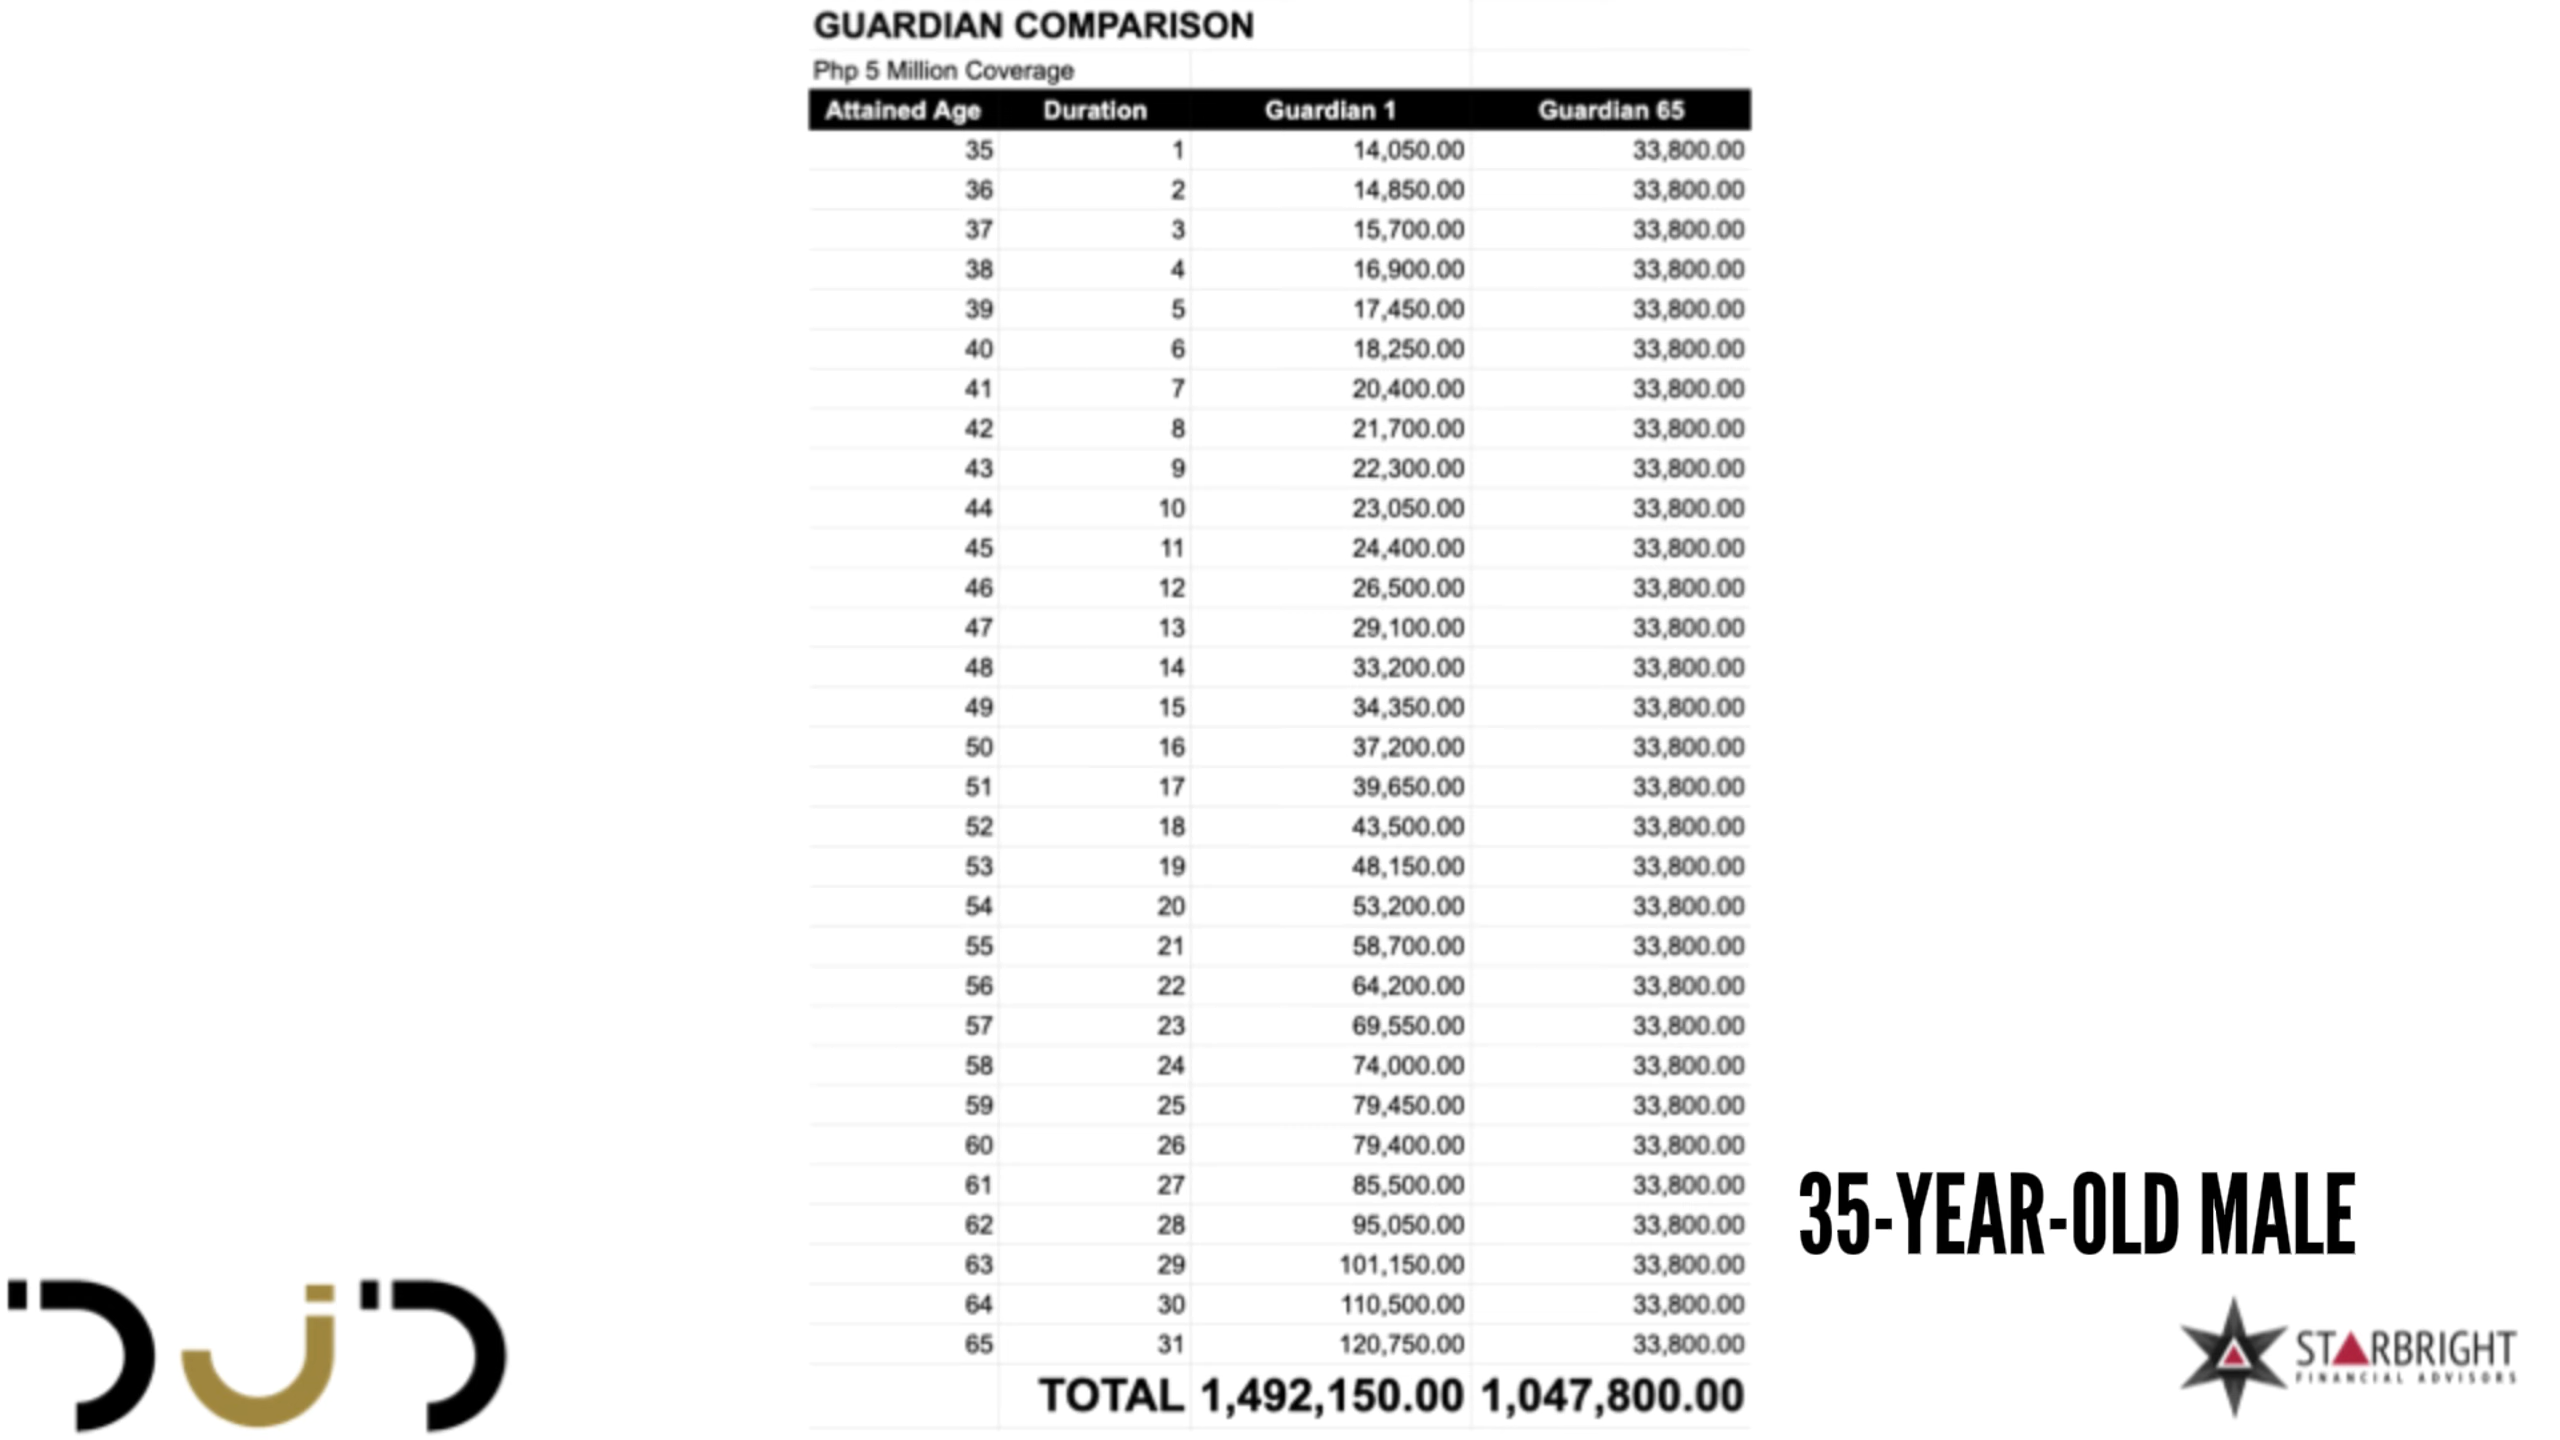 GUARDIAN COMPARISON
Php 5 Million Coverage
Attained Age Duration Guardian 1 Guardian 65
35 1 14,050.00 33,800.00
36 2 14,850.00 33,800.00
37 3 15,700.00 33,800.00
38 4 16,900.00 33,800.00
39 5 17,450.00 33,800.00
40 6 18,250.00 33,800.00
41 7 20,400.00 33,800.00
42 8 21,700.00 33,800.00
43 9 22,300.00 33,800.00
44 10 23,050.00 33,800.00
45 11 24,400.00 33,800.00
46 12 26,500.00 33,800.00
47 13 29,100.00 33,800.00
48 14 33,200.00 33,800.00
49 15 34,350.00 33,800.00
50 16 37,200.00 33,800.00
51 17 39,650.00 33,800.00
52 18 43,500.00 33,800.00
53 19 48,150.00 33,800.00
54 20 53,200.00 33,800.00
55 21 58,700.00 33,800.00
56 22 64,200.00 33,800.00
57 23 69,550.00 33,800.00
58 24 74,000.00 33,800.00
59 25 79,450.00 33,800.00
60 26 79,400.00 33,800.00
61 27 85,500.00 33,800.00
62 28 95,050.00 33,800.00
63 29 101,150.00 33,800.00
64 30 110,500.00 33,800.00
65 31 120,750.00 33,800.00
TOTAL 1,492,150.00 1,047,800.00
35-YEAR-OLD MALE
DJD
STARBRIGHT
FINANCIAL ADVISORS